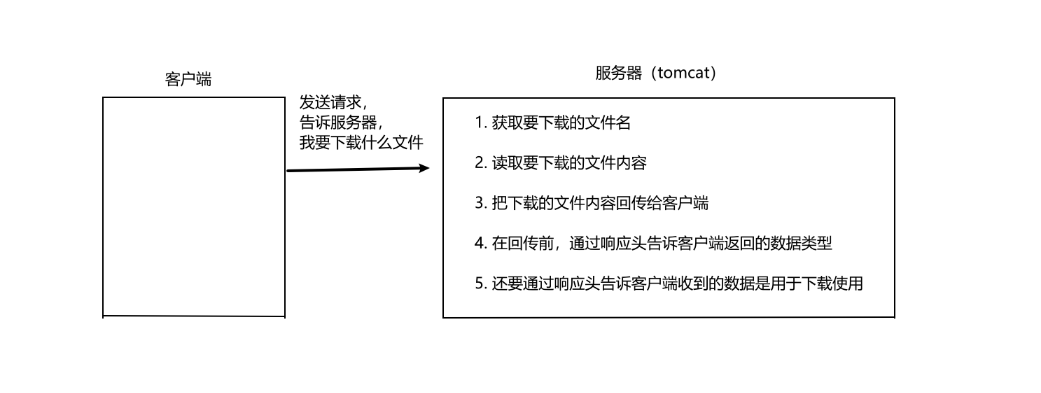 客户端
服务器（tomcat）
发送请求，
告诉服务器，
我要下载什么文件
1. 获取要下载的文件名
2. 读取要下载的文件内容
3. 把下载的文件内容回传给客户端
4. 在回传前，通过响应头告诉客户端返回的数据类型
5. 还要通过响应头告诉客户端收到的数据是用于下载使用